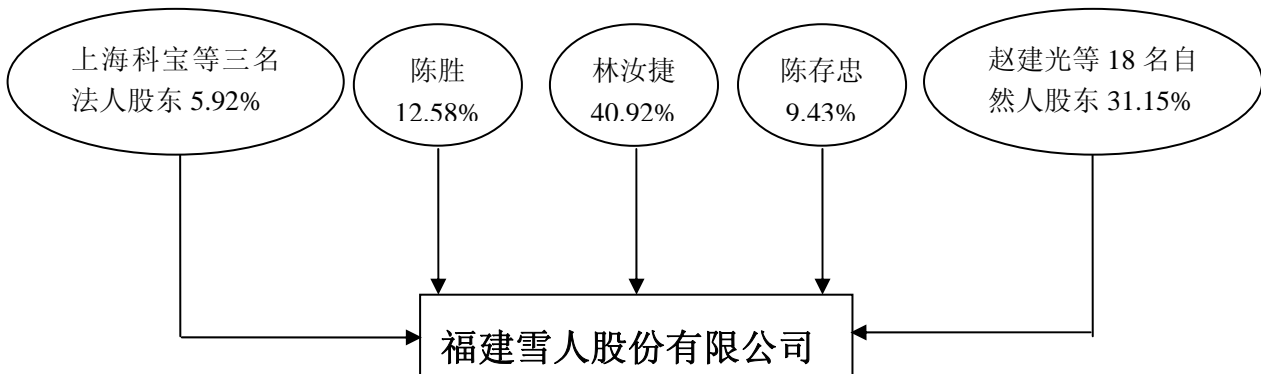 上海科宝等三名
法人股东 5.92%
陈胜
12.58%
林汝捷
40.92%
陈存忠
9.43%
赵建光等 18 名自
然人股东 31.15%
福建雪人股份有限公司